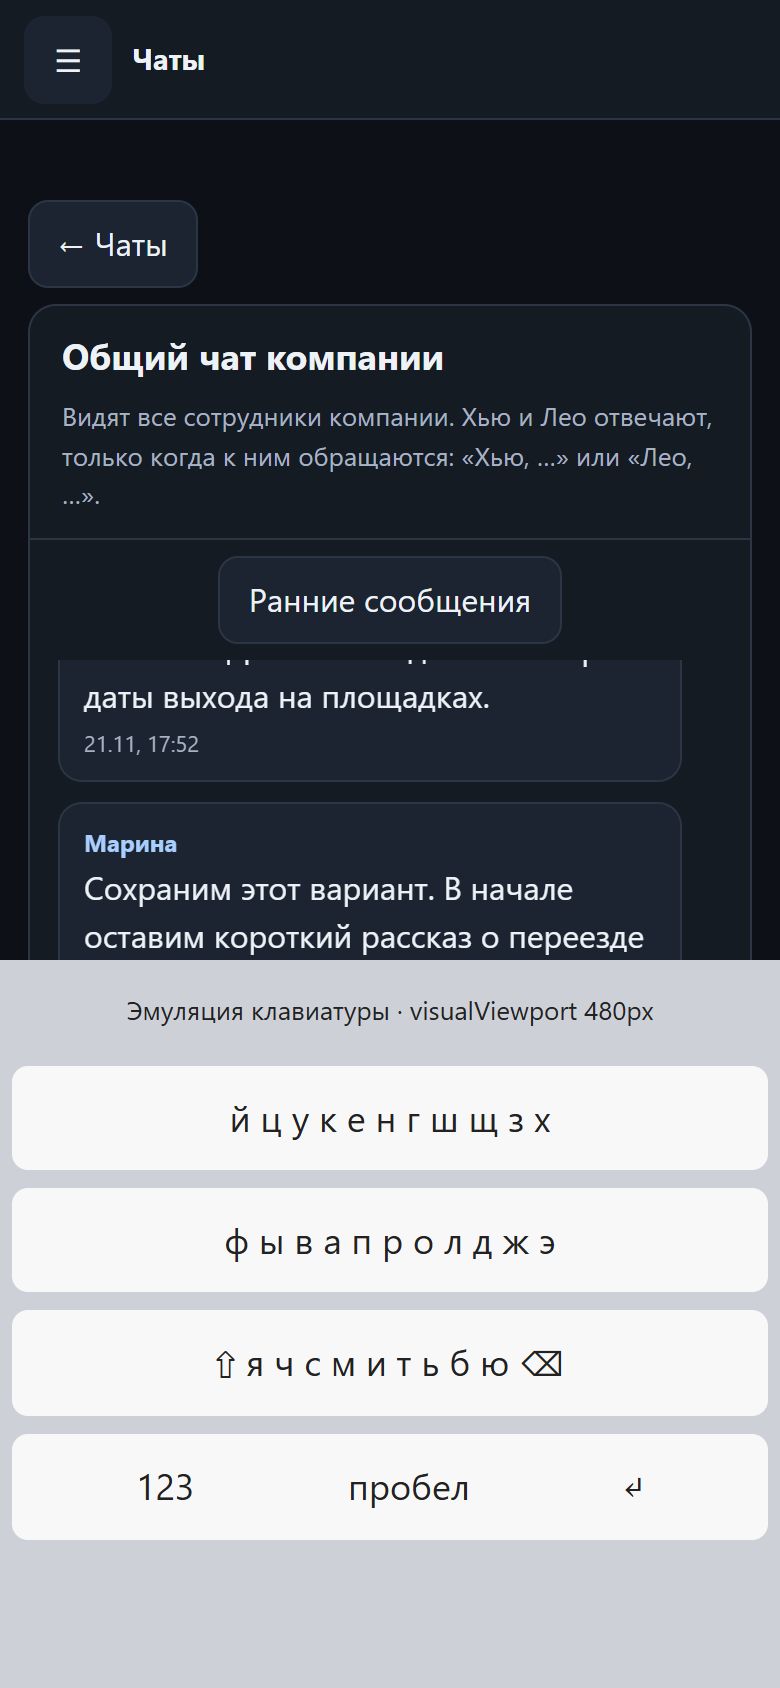 ☰ Чаты
← Чаты
Общий чат компании
Видят все сотрудники компании. Хью и Лео отвечают,
только когда к ним обращаются: «Хью, ...» или «Лео,
...».
Ранние сообщения
даты выхода на площадках.
21.11, 17:52
Марина
Сохраним этот вариант. В начале
оставим короткий рассказ о переезде
Эмуляция клавиатуры · visualViewport 480px
й ц у к е н г ш щ з х
ф ы в а п р о л д ж э
⇧ я ч с м и т ь б ю ⌫
123 пробел ↲